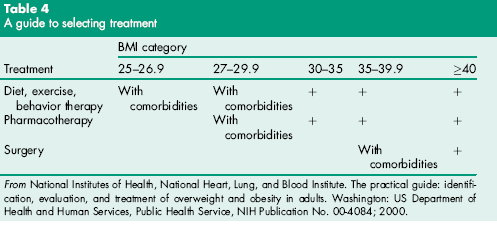 Table 4
A guide to selecting treatment
BMI category
Treatment 25–26.9 27–29.9 30–35 35–39.9 ≥40
Diet, exercise, With With + + +
behavior therapy comorbidities comorbidities
Pharmacotherapy With + + +
comorbidities
Surgery With +
comorbidities
From National Institutes of Health, National Heart, Lung, and Blood Institute. The practical guide: identifi-
cation, evaluation, and treatment of overweight and obesity in adults. Washington: US Department of
Health and Human Services, Public Health Service, NIH Publication No. 00-4084; 2000.